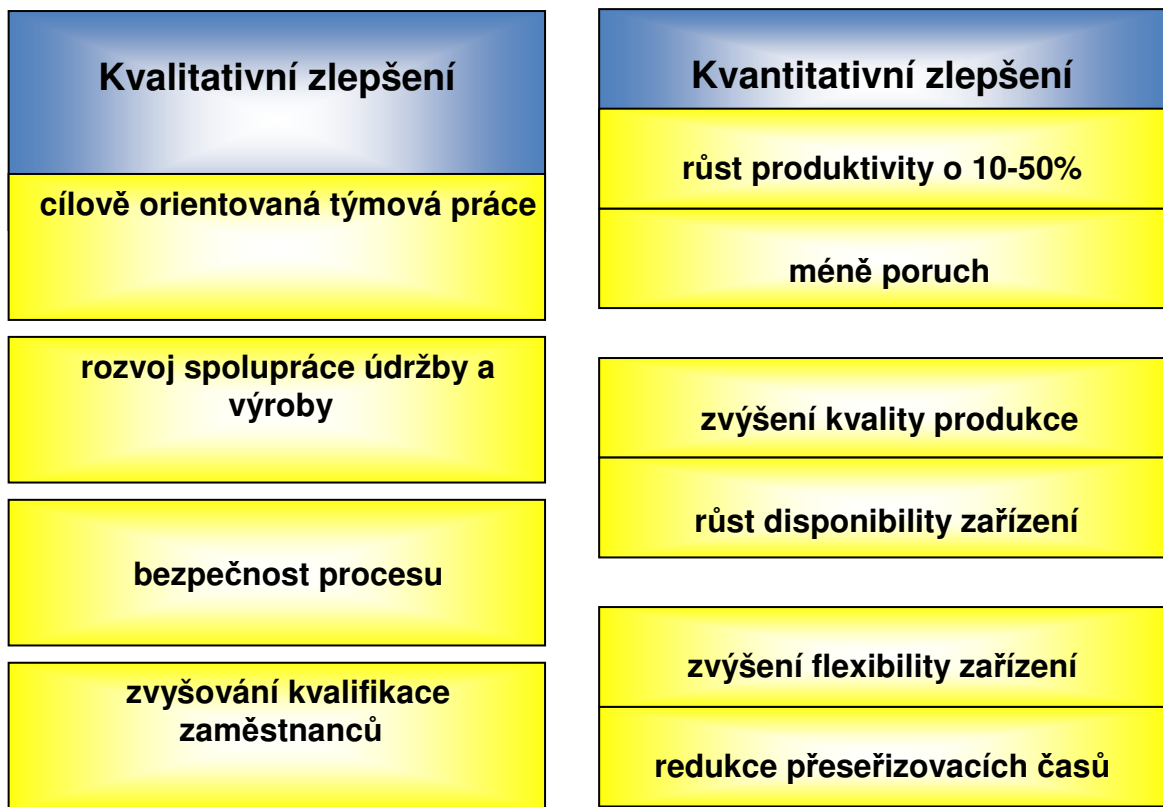 Kvalitativní zlepšení
cílově orientovaná týmová práce
rozvoj spolupráce údržby a
výroby
bezpečnost procesu
zvyšování kvalifikace
zaměstnanců
Kvantitativní zlepšení
růst produktivity o 10-50%
méně poruch
zvýšení kvality produkce
růst disponibility zařízení
zvýšení flexibility zařízení
redukce přeseřizovacích časů